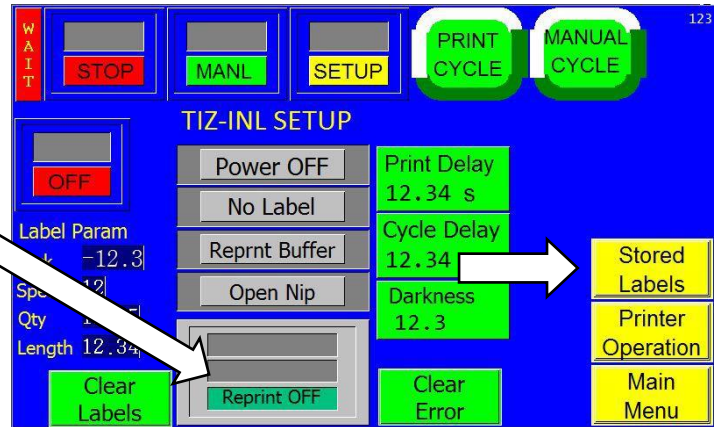 WAIT
STOP
MANL
SETUP
PRINT
CYCLE
MANUAL
CYCLE
123
TIZ-INL SETUP
OFF
Power OFF
No Label
Reprnt Buffer
Open Nip
Print Delay
12.34 s
Cycle Delay
12.34
Darkness
12.3
Label Param
-12.3
12
Qty
Length 12.34
Stored
Labels
Printer
Operation
Main
Menu
Clear
Labels
Reprint OFF
Clear
Error